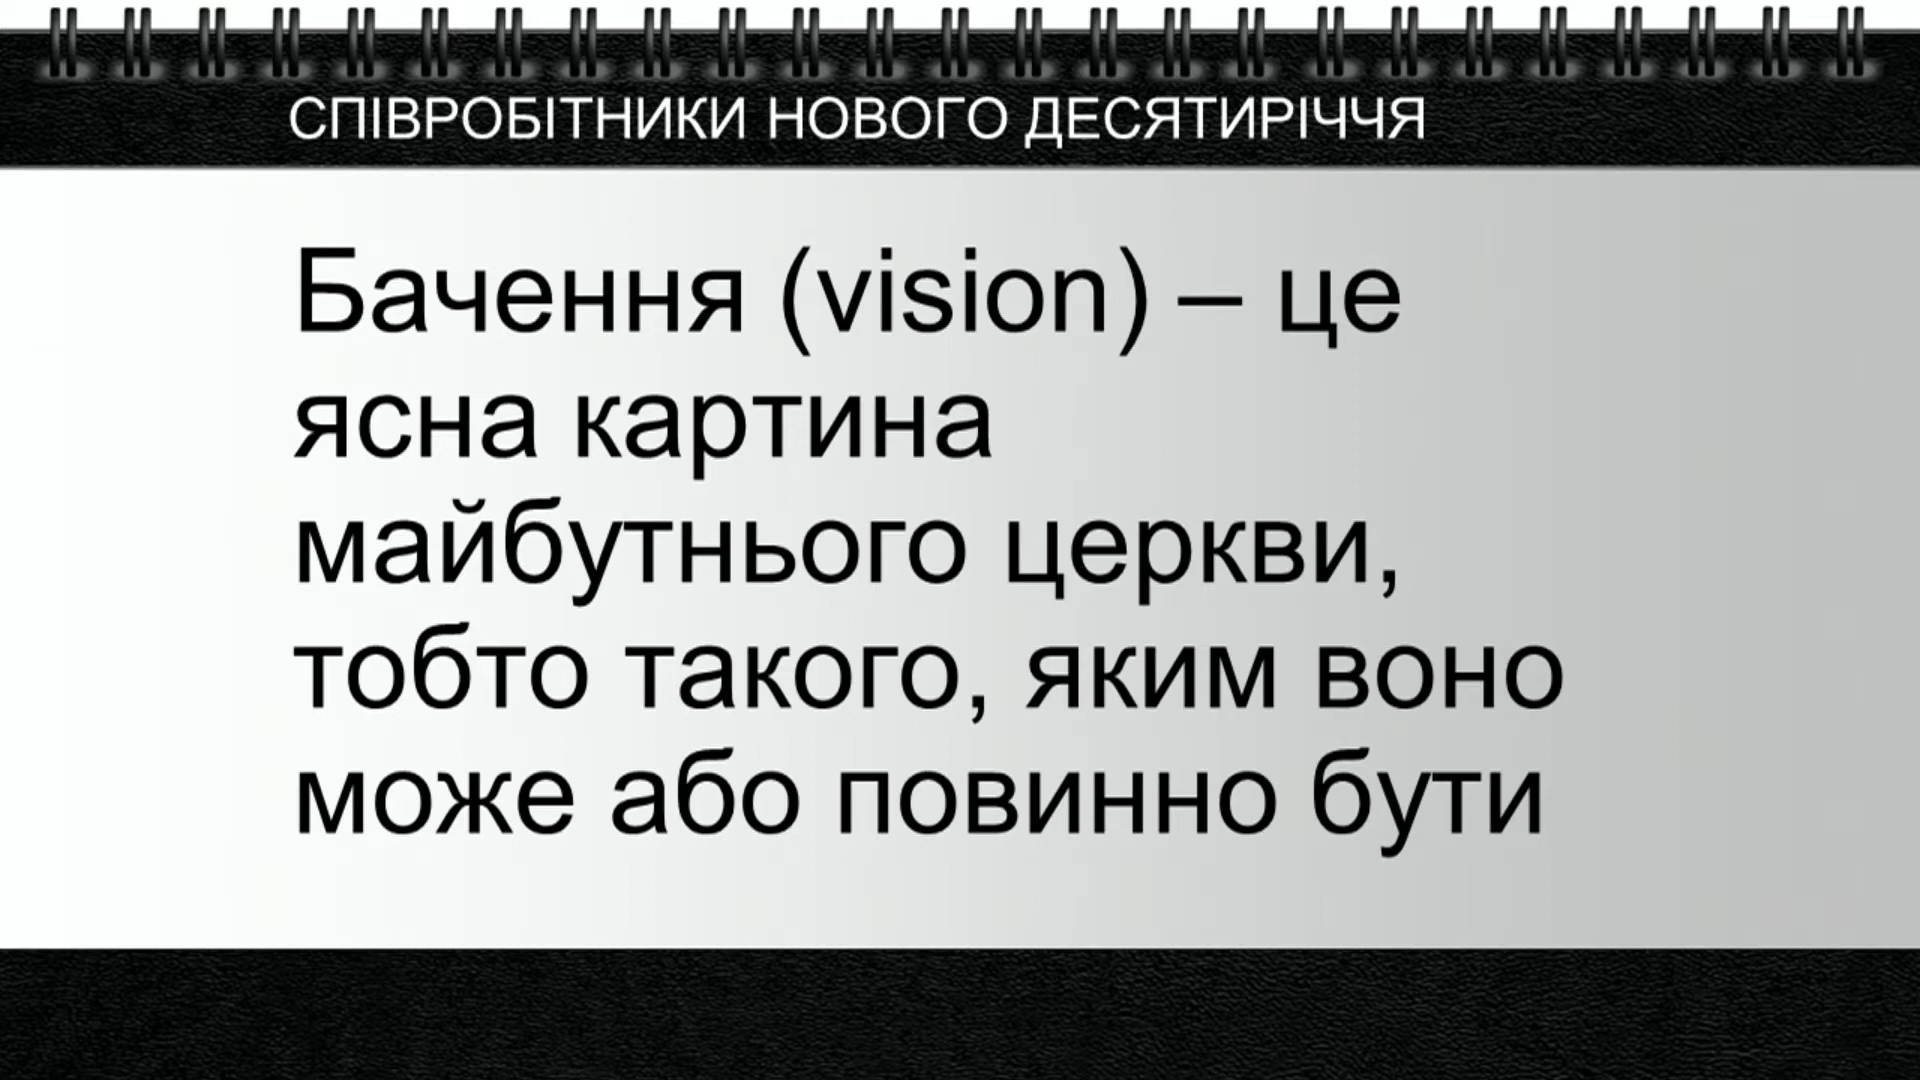 СПІВРОБІТНИКИ НОВОГО ДЕСЯТИРІЧЧЯ
Бачення (vision) – це
ясна картина
майбутнього церкви,
тобто такого, яким воно
може або повинно бути